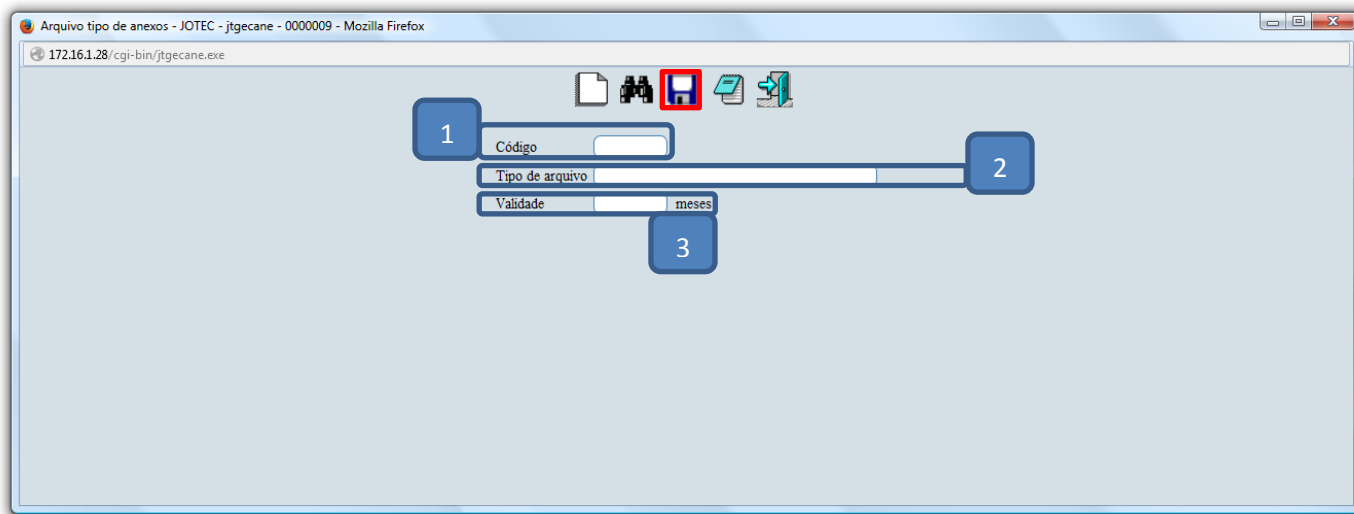 Arquivo tipo de anexos - JOTEC - jtgecane - 0000009 - Mozilla Firefox
172.16.1.28/cgi-bin/jtgecane.exe
1
Código
Tipo de arquivo
2
Validade meses
3